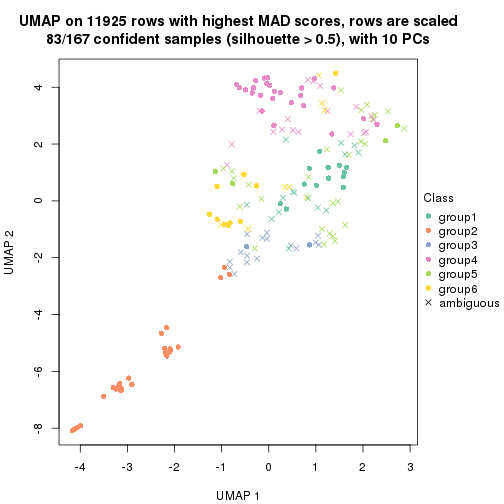 UMAP on 11925 rows with highest MAD scores, rows are scaled
83/167 confident samples (silhouette > 0.5), with 10 PCs
4
2
0
-2
-4
-6
-8
UMAP 2
-4 -3 -2 -1 0 1 2 3
UMAP 1
Class
group1
group2
group3
group4
group5
group6
ambiguous